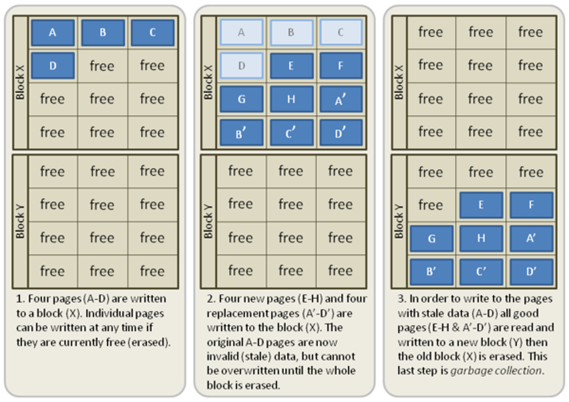 Block X
A B C
D free free
free free free
free free free
Block Y
free free free
free free free
free free free
free free free
1. Four pages (A-D) are written
to a block (X). Individual pages
can be written at any time if
they are currently free (erased).
Block X
A B C
D E F
G H A’
B’ C’ D’
Block Y
free free free
free free free
free free free
free free free
2. Four new pages (E-H) and four
replacement pages (A’-D’) are
written to the block (X). The
original A-D pages are now
invalid (stale) data, but cannot
be overwritten until the whole
block is erased.
Block X
free free free
free free free
free free free
free free free
Block Y
free free free
free E F
G H A’
B’ C’ D’
3. In order to write to the pages
with stale data (A-D) all good
pages (E-H & A’-D’) are read and
written to a new block (Y) then
the old block (X) is erased. This
last step is garbage collection.